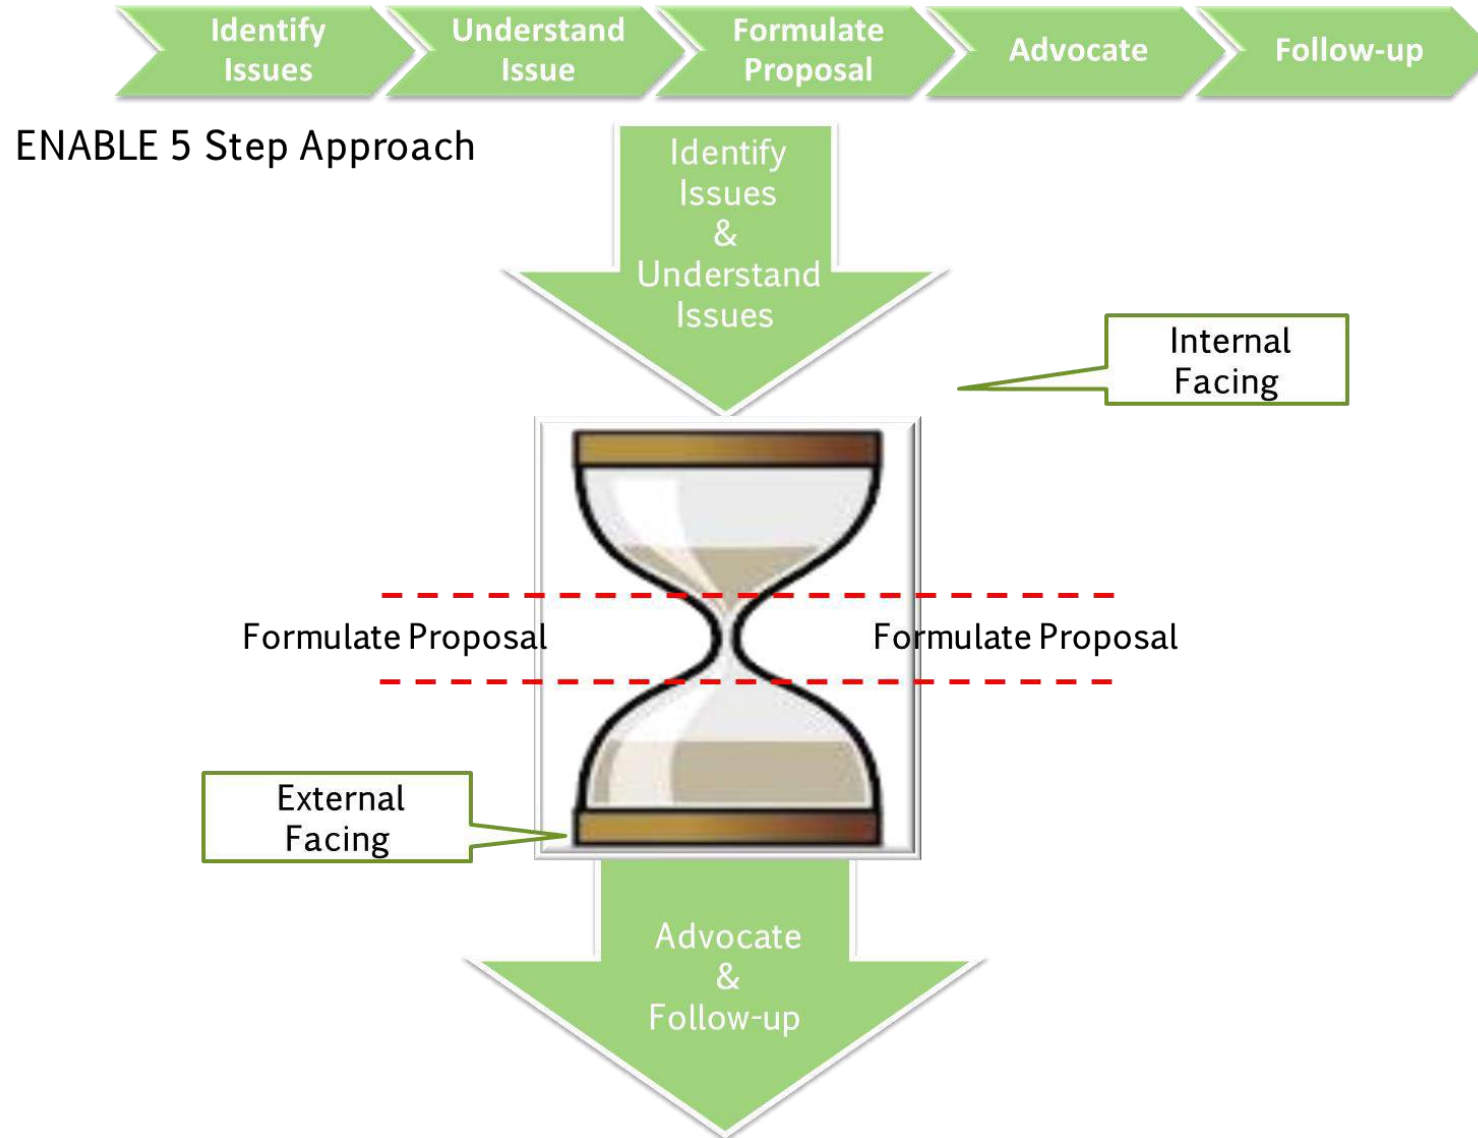 Identify
Issues
Understand
Issue
Formulate
Proposal
Advocate
Follow-up
ENABLE 5 Step Approach
Identify
Issues
&
Understand
Issues
Internal
Facing
Formulate Proposal
Formulate Proposal
External
Facing
Advocate
&
Follow-up